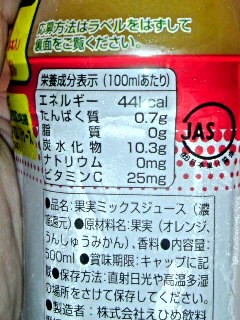 応募方法はラベルをはずして
裏面をご覧ください。
栄養成分表示(100mlあたり)
エネルギー 44kcal
たんぱく質 0.7g
脂質 0g
炭水化物 10.3g
ナトリウム 0mg
ビタミンC 25mg
JAS
●品名:果実ミックスジュース(濃
縮還元)●原材料名:果実(オレンジ、
うんしゅうみかん)、香料●内容量:
500ml●賞味期限:キャップに記
載●保存方法:直射日光や高温多湿
の場所をさけて保存してください。
株式会社えひめ飲料